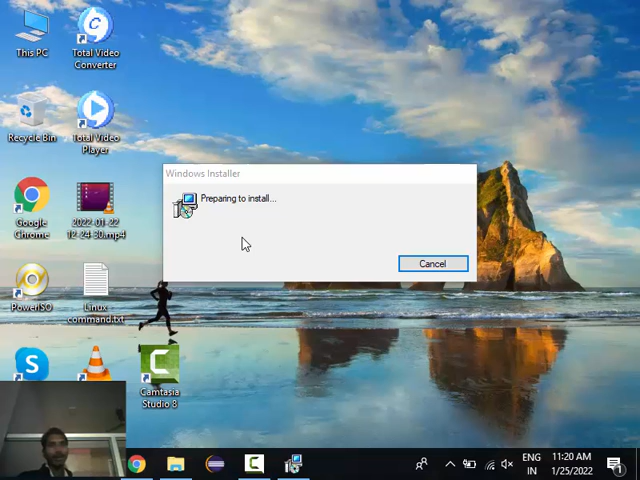 This PC
Total Video
Converter
Recycle Bin
Total Video
Player
Google
Chrome
2022-01-22
12-24-30.mp4
PowerISO
Linux
command.txt
Camtasia
Studio 8
Windows Installer
Preparing to install...
Cancel
ENG
IN
11:20 AM
1/25/2022
1